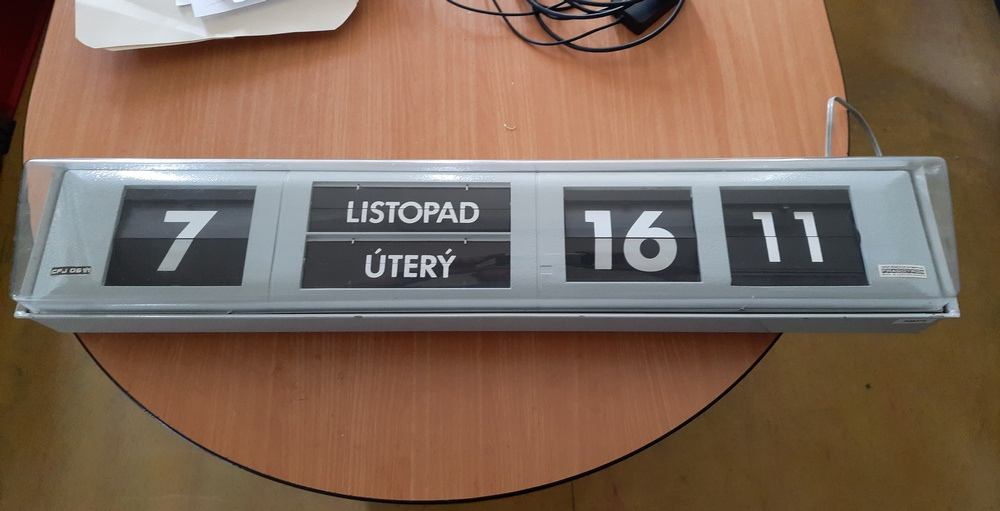 7
LISTOPAD
ÚTERÝ
16
11